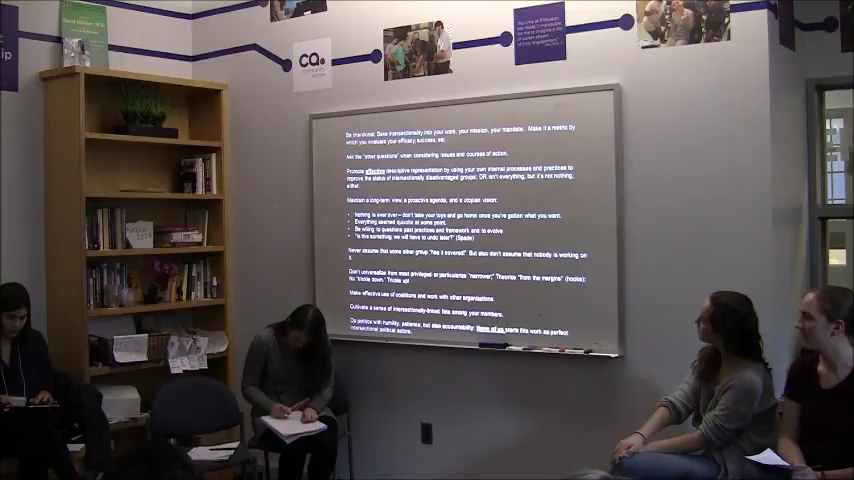 ca.
community
action
Be intentional: Base intersectionality into your work, your mission, your mandate. Make it a metric by
which you evaluate your efficacy, success, etc.
Ask the "other questions" when considering issues and courses of action.
Promote effective descriptive representation by using your own internal processes and practices to
improve the status of intersectionally disadvantaged groups; DR isn't everything, but it's not nothing,
either.
Maintain a long-term view, a proactive agenda, and a utopian vision:
• Nothing is ever over – don't take your toys and go home once you've gotten what you want.
• Everything seemed quixotic at some point.
• Be willing to question past practices and framework and to evolve
• "Is this something we will have to undo later?" (Spade)
Never assume that some other group "has it covered!" But also don't assume that nobody is working on
it.
Don't universalize from most privileged or particularize "narrower;" Theorize "from the margins" (hooks):
No "trickle down." Trickle up!
Make effective use of coalitions and work with other organizations
Cultivate a sense of intersectionally-linked fate among your members.
Do politics with humility, patience, but also accountability: None of us starts this work as perfect
intersectional political actors.